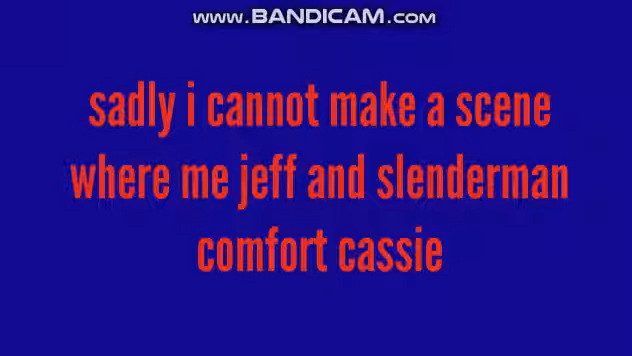 www.BANDICAM.com
sadly i cannot make a scene
where me jeff and slenderman
comfort cassie